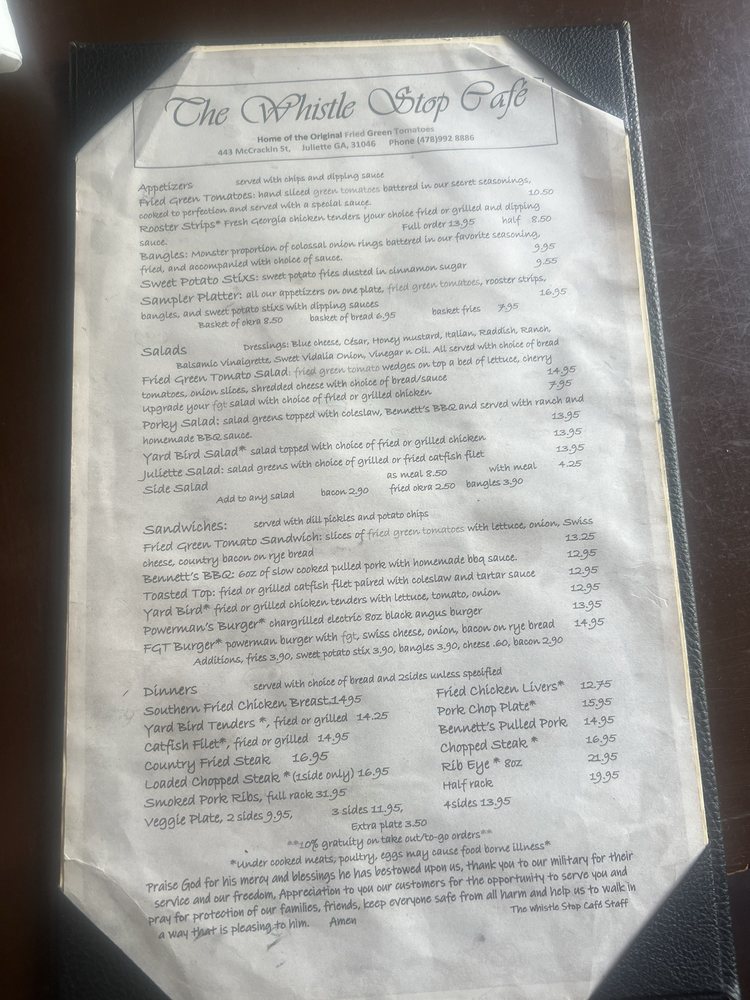 The Whistle Stop Café
Home of the Original Fried Green Tomatoes
443 McCrackin St, Juliette GA, 31046 Phone (478)992 8886
Appetizers served with chips and dipping sauce
Fried Green Tomatoes: hand sliced green tomatoes battered in our secret seasonings,
cooked to perfection and served with a special sauce. 10.50
Rooster Strips* Fresh Georgia chicken tenders your choice fried or grilled and dipping
sauce. Full order 13.95 half 8.50
Bangles: Monster proportion of colossal onion rings battered in our favorite seasoning,
fried, and accompanied with choice of sauce. 9.95
Sweet Potato Stixs: sweet potato fries dusted in cinnamon sugar 9.55
Sampler Platter: all our appetizers on one plate, fried green tomatoes, rooster strips,
bangles, and sweet potato stixs with dipping sauces 16.95
Basket of okra 8.50 basket of bread 6.95 basket fries 7.95
Salads Dressings: Blue cheese, César, Honey mustard, Italian, Raddish, Ranch,
Balsamic Vinaigrette, Sweet Vidalia Onion, Vinegar n Oil. All served with choice of bread
Fried Green Tomato Salad: fried green tomato wedges on top a bed of lettuce, cherry
tomatoes, onion slices, shredded cheese with choice of bread/sauce 14.95
upgrade your fgt salad with choice of fried or grilled chicken 7.95
Porky Salad: salad greens topped with coleslaw, Bennett's BBQ and served with ranch and
homemade BBQ sauce. 13.95
Yard Bird Salad* salad topped with choice of fried or grilled chicken 13.95
Juliette Salad: salad greens with choice of grilled or fried catfish filet 13.95
Side Salad as meal 8.50 with meal 4.25
Add to any salad bacon 2.90 fried okra 2.50 bangles 3.90
Sandwiches: served with dill pickles and potato chips
Fried Green Tomato Sandwich: slices of fried green tomatoes with lettuce, onion, Swiss
cheese, country bacon on rye bread 13.25
Bennett's BBQ: 6oz of slow cooked pulled pork with homemade bbq sauce. 12.95
Toasted Top: fried or grilled catfish filet paired with coleslaw and tartar sauce 12.95
Yard Bird* fried or grilled chicken tenders with lettuce, tomato, onion 12.95
Powerman's Burger* chargrilled electric 8oz black angus burger 13.95
FGT Burger* powerman burger with fgt, swiss cheese, onion, bacon on rye bread 14.95
Additions, fries 3.90, sweet potato stix 3.90, bangles 3.90, cheese .60, bacon 2.90
Dinners served with choice of bread and 2sides unless specified
Southern Fried Chicken Breast.1495
Yard Bird Tenders *, fried or grilled 14.25
Catfish Filet*, fried or grilled 14.95
Country Fried Steak 16.95
Loaded Chopped Steak * (1side only) 16.95
Smoked Pork Ribs, full rack 31.95
Fried Chicken Livers* 12.75
Pork Chop Plate* 15.95
Bennett's Pulled Pork 14.95
Chopped Steak * 16.95
Rib Eye * 8oz 21.95
Half rack 19.95
Veggie Plate, 2 sides 9.95, 3 sides 11.95, 4sides 13.95
Extra plate 3.50
**10% gratuity on take out/to-go orders**
*under cooked meats, poultry, eggs may cause food borne illness*
Praise God for his mercy and blessings he has bestowed upon us, thank you to our military for their
service and our freedom, Appreciation to you our customers for the opportunity to serve you and
pray for protection of our families, friends, keep everyone safe from all harm and help us to walk in
a way that is pleasing to him. Amen
The Whistle Stop Café Staff